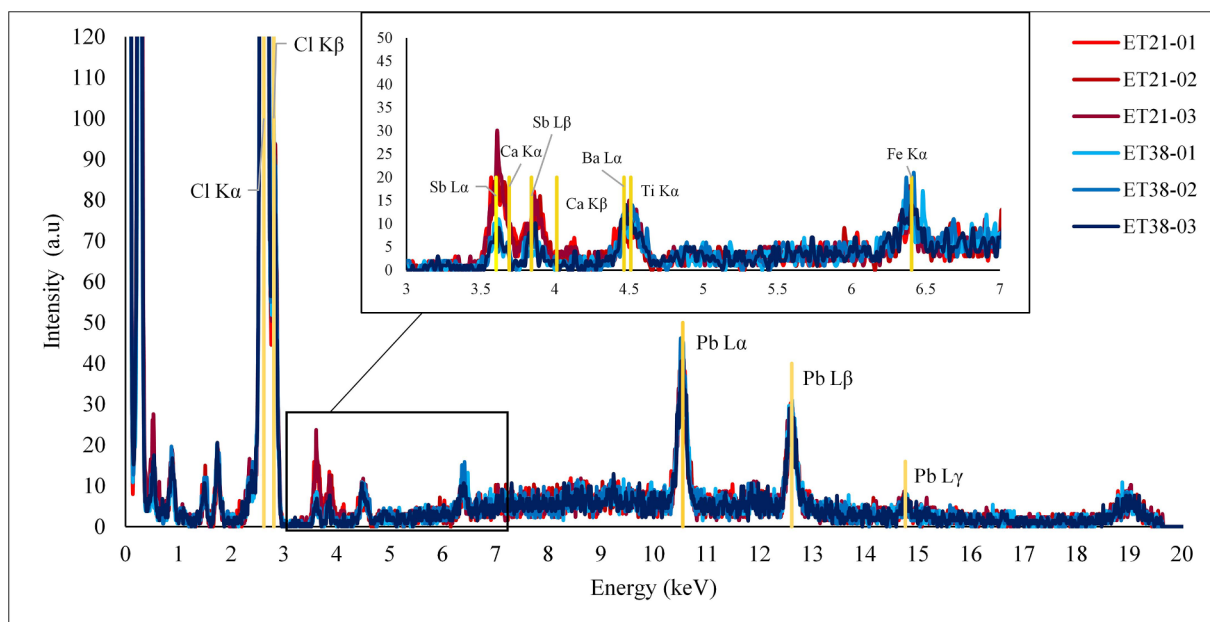 Intensity (a.u)
120
110
100
90
80
70
60
50
40
30
20
10
0
0 1 2 3 4 5 6 7 8 9 10 11 12 13 14 15 16 17 18 19 20
Energy (keV)
Cl Kβ
Cl Kα
Pb Lα
Pb Lβ
Pb Lγ
50
45
40
35
30
25
20
15
10
5
0
3 3.5 4 4.5 5 5.5 6 6.5 7
Sb Lβ
Ca Kα
Sb Lα
Ca Kβ
Ba Lα
Ti Kα
Fe Kα
ET21-01
ET21-02
ET21-03
ET38-01
ET38-02
ET38-03